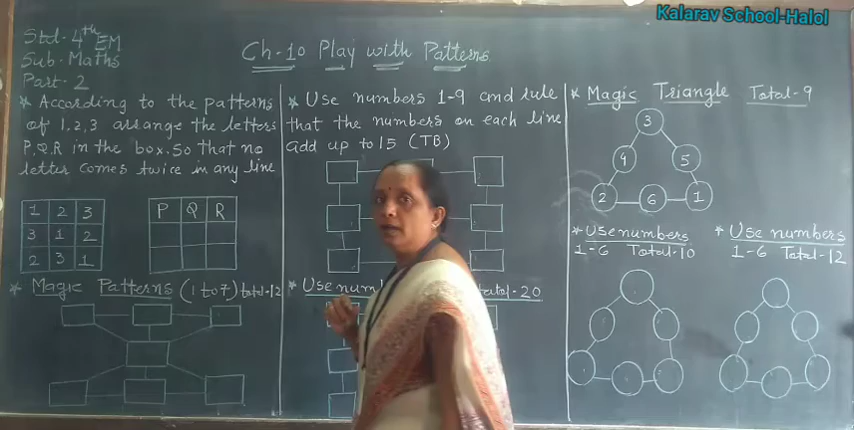 Kalarav School-Halol
Std-4th EM
Sub-Maths
Part-2
Ch-10 Play with Patterns
* According to the patterns
of 1,2,3 arrange the letters
P,Q,R in the box. So that no
letter comes twice in any line
1 2 3
3 1 2
2 3 1
P Q R
* Magic Patterns (1 to 7) total-12
* Use numbers 1-9 and rule
that the numbers on each line
add up to 15 (TB)
* Use num
total-20
* Magic Triangle Total-9
3
4 5
2 6 1
* Use numbers
1-6 Total-10
* Use numbers
1-6 Total-12